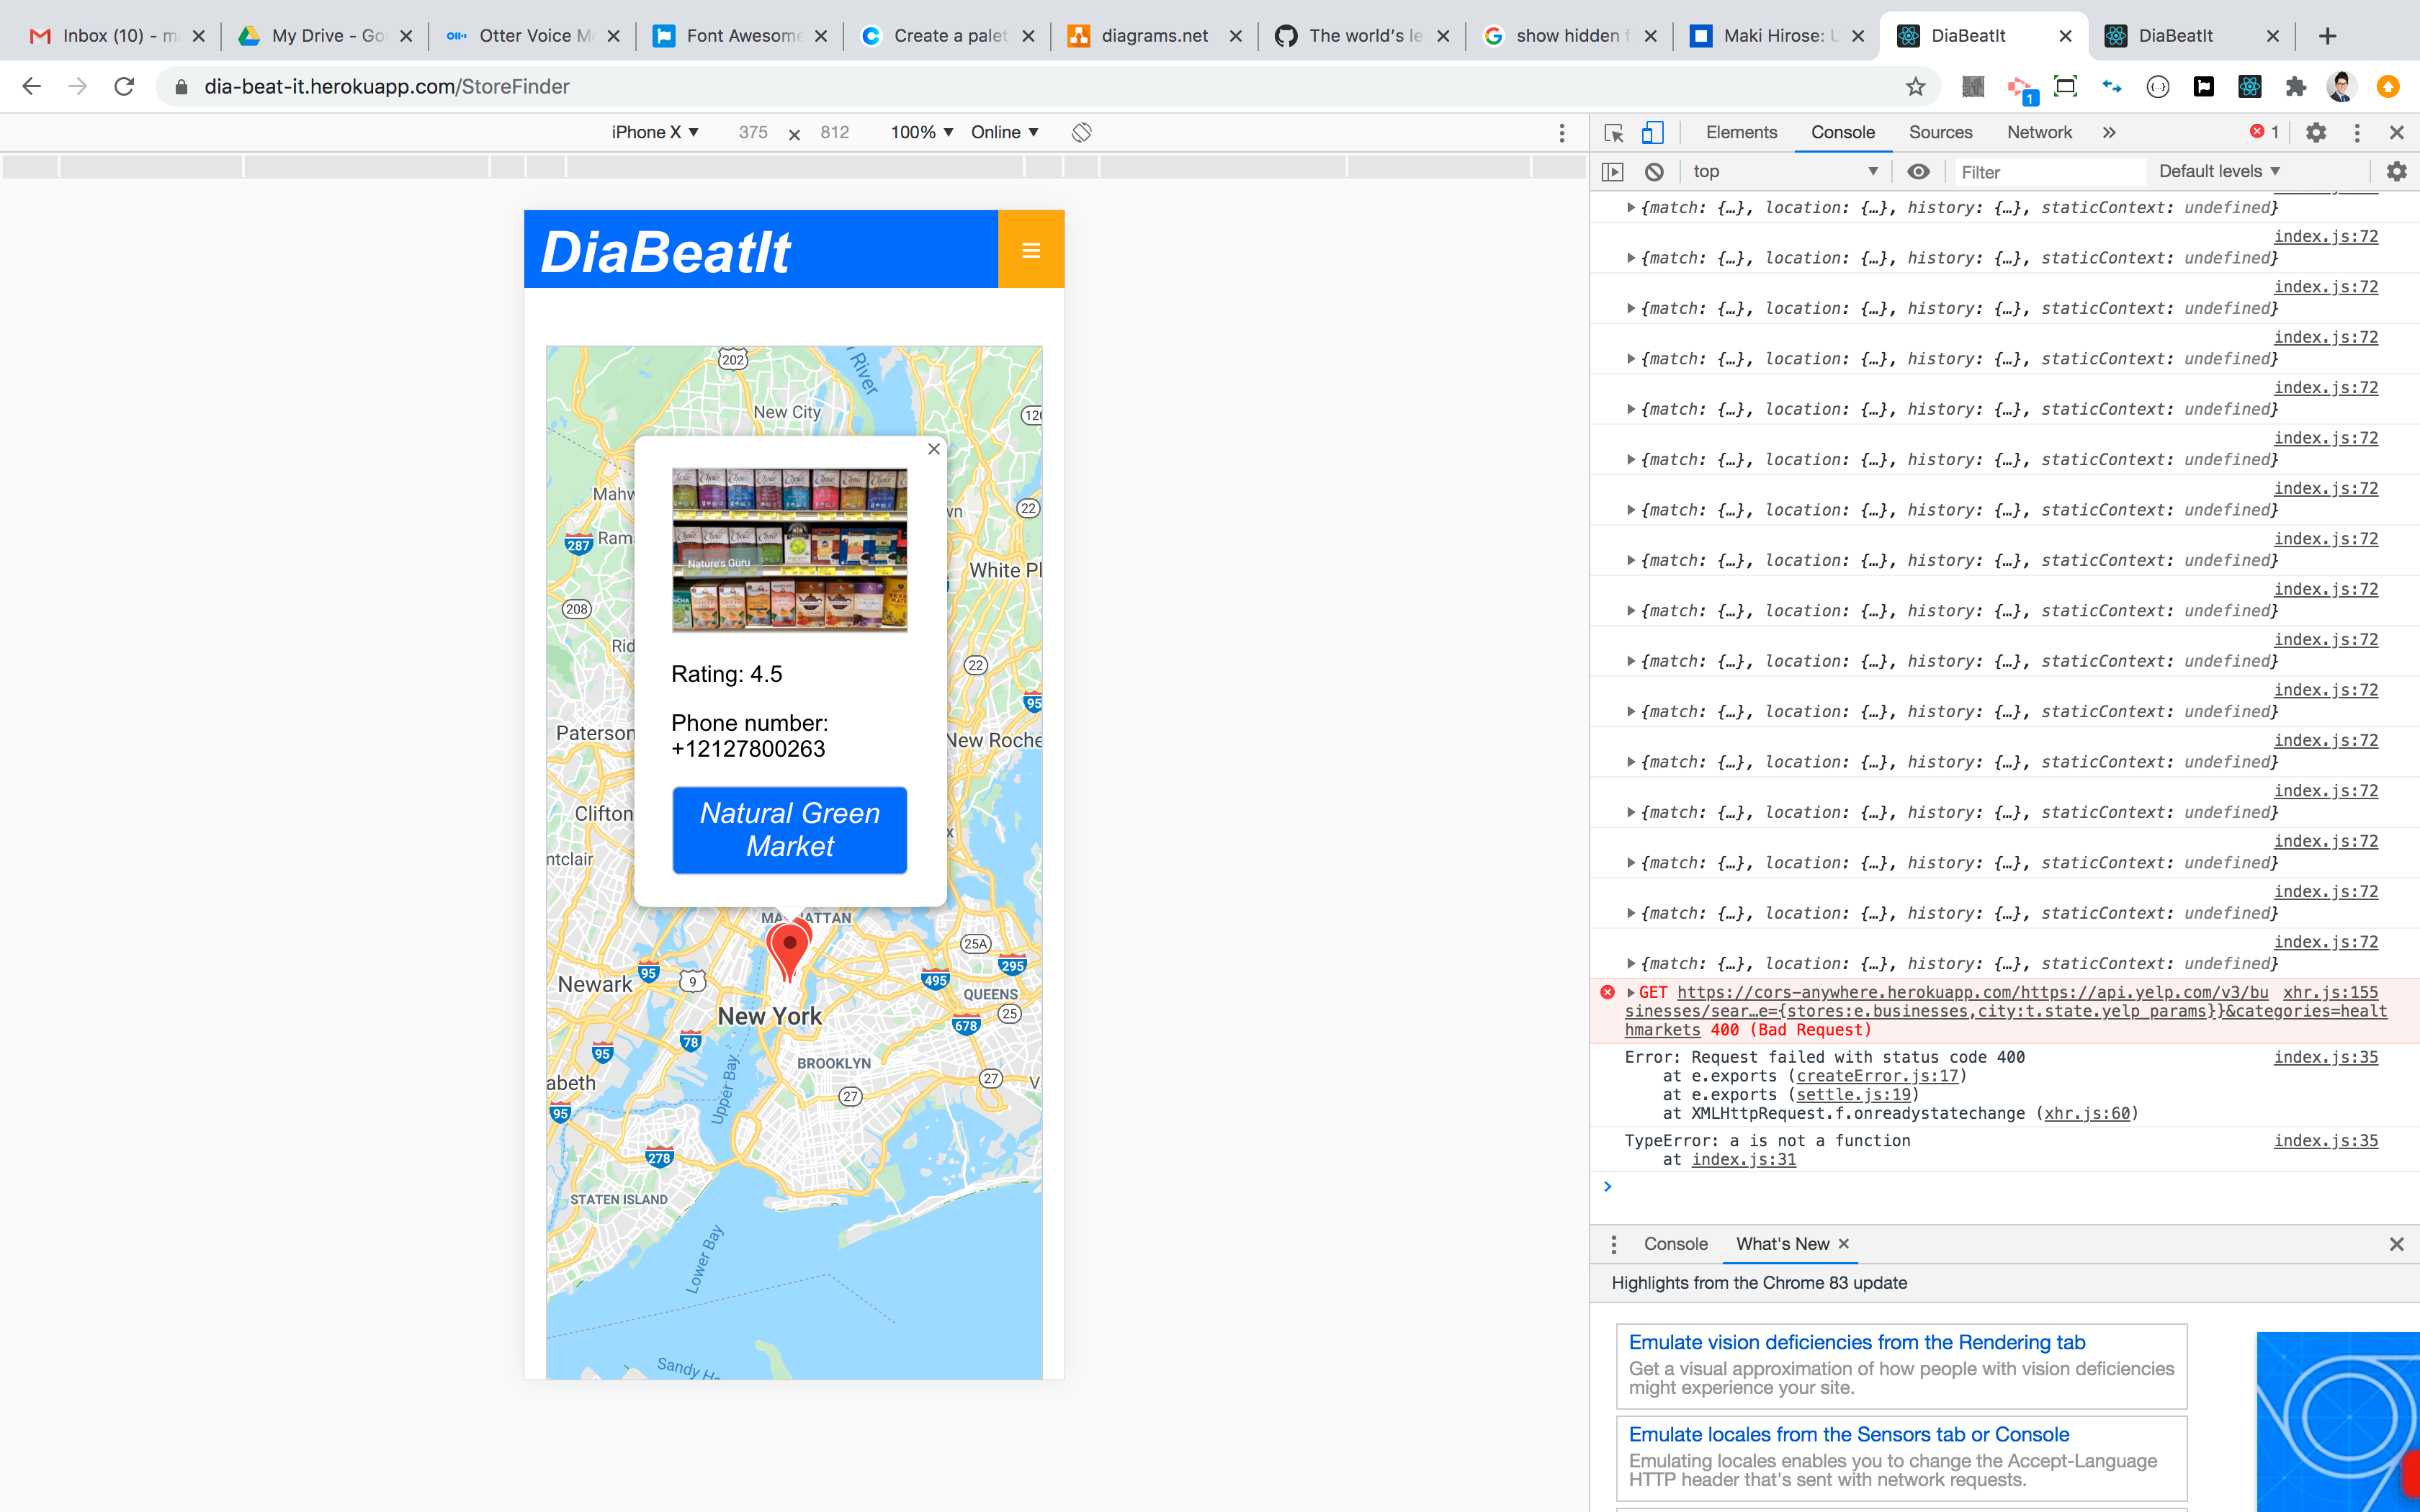 Inbox (10) - m
My Drive - Go
Otter Voice M
Font Awesome
Create a palet
diagrams.net
The world's le
show hidden f
Maki Hirose: U
DiaBeatIt
DiaBeatIt
dia-beat-it.herokuapp.com/StoreFinder
1
iPhone X ▼ 375 × 812 100% ▼ Online ▼
Elements Console Sources Network » 1
top ▼ Filter Default levels ▼
DiaBeatIt
202
River
New City
120
Mahw
wn
22
287
Ram
White Pl
208
Rid
22
95
Paterson
New Roche
Clifton
x
ntclair
Nature's Guru
Rating: 4.5
Phone number:
+12127800263
Natural Green
Market
MANHATTAN
25A
Newark
95
9
495
295
QUEENS
New York
25
678
78
95
BROOKLYN
27
abeth
27
V
95
Upper Bay
278
STATEN ISLAND
Lower Bay
Sandy Ho
{match: {…}, location: {…}, history: {…}, staticContext: undefined}
index.js:72
{match: {…}, location: {…}, history: {…}, staticContext: undefined}
index.js:72
{match: {…}, location: {…}, history: {…}, staticContext: undefined}
index.js:72
{match: {…}, location: {…}, history: {…}, staticContext: undefined}
index.js:72
{match: {…}, location: {…}, history: {…}, staticContext: undefined}
index.js:72
{match: {…}, location: {…}, history: {…}, staticContext: undefined}
index.js:72
{match: {…}, location: {…}, history: {…}, staticContext: undefined}
index.js:72
{match: {…}, location: {…}, history: {…}, staticContext: undefined}
index.js:72
{match: {…}, location: {…}, history: {…}, staticContext: undefined}
index.js:72
{match: {…}, location: {…}, history: {…}, staticContext: undefined}
index.js:72
{match: {…}, location: {…}, history: {…}, staticContext: undefined}
index.js:72
{match: {…}, location: {…}, history: {…}, staticContext: undefined}
index.js:72
{match: {…}, location: {…}, history: {…}, staticContext: undefined}
index.js:72
{match: {…}, location: {…}, history: {…}, staticContext: undefined}
index.js:72
{match: {…}, location: {…}, history: {…}, staticContext: undefined}
index.js:72
{match: {…}, location: {…}, history: {…}, staticContext: undefined}
GET https://cors-anywhere.herokuapp.com/https://api.yelp.com/v3/bu xhr.js:155
sinesses/sear…e={stores:e.businesses,city:t.state.yelp_params}}&categories=healt
hmarkets 400 (Bad Request)
Error: Request failed with status code 400 index.js:35
at e.exports (createError.js:17)
at e.exports (settle.js:19)
at XMLHttpRequest.f.onreadystatechange (xhr.js:60)
TypeError: a is not a function index.js:35
at index.js:31
Console What's New
Highlights from the Chrome 83 update
Emulate vision deficiencies from the Rendering tab
Get a visual approximation of how people with vision deficiencies
might experience your site.
Emulate locales from the Sensors tab or Console
Emulating locales enables you to change the Accept-Language
HTTP header that's sent with network requests.